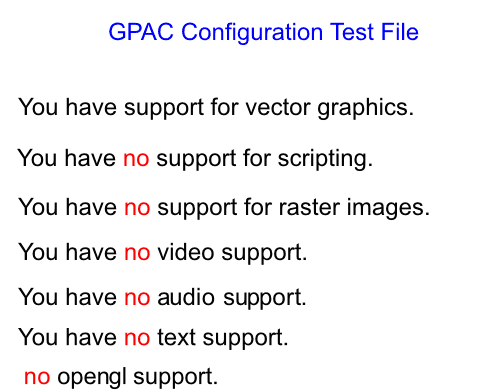 GPAC Configuration Test File
You have support for vector graphics.
You have no support for scripting.
You have no support for raster images.
You have no video support.
You have no audio support.
You have no text support.
no opengl support.